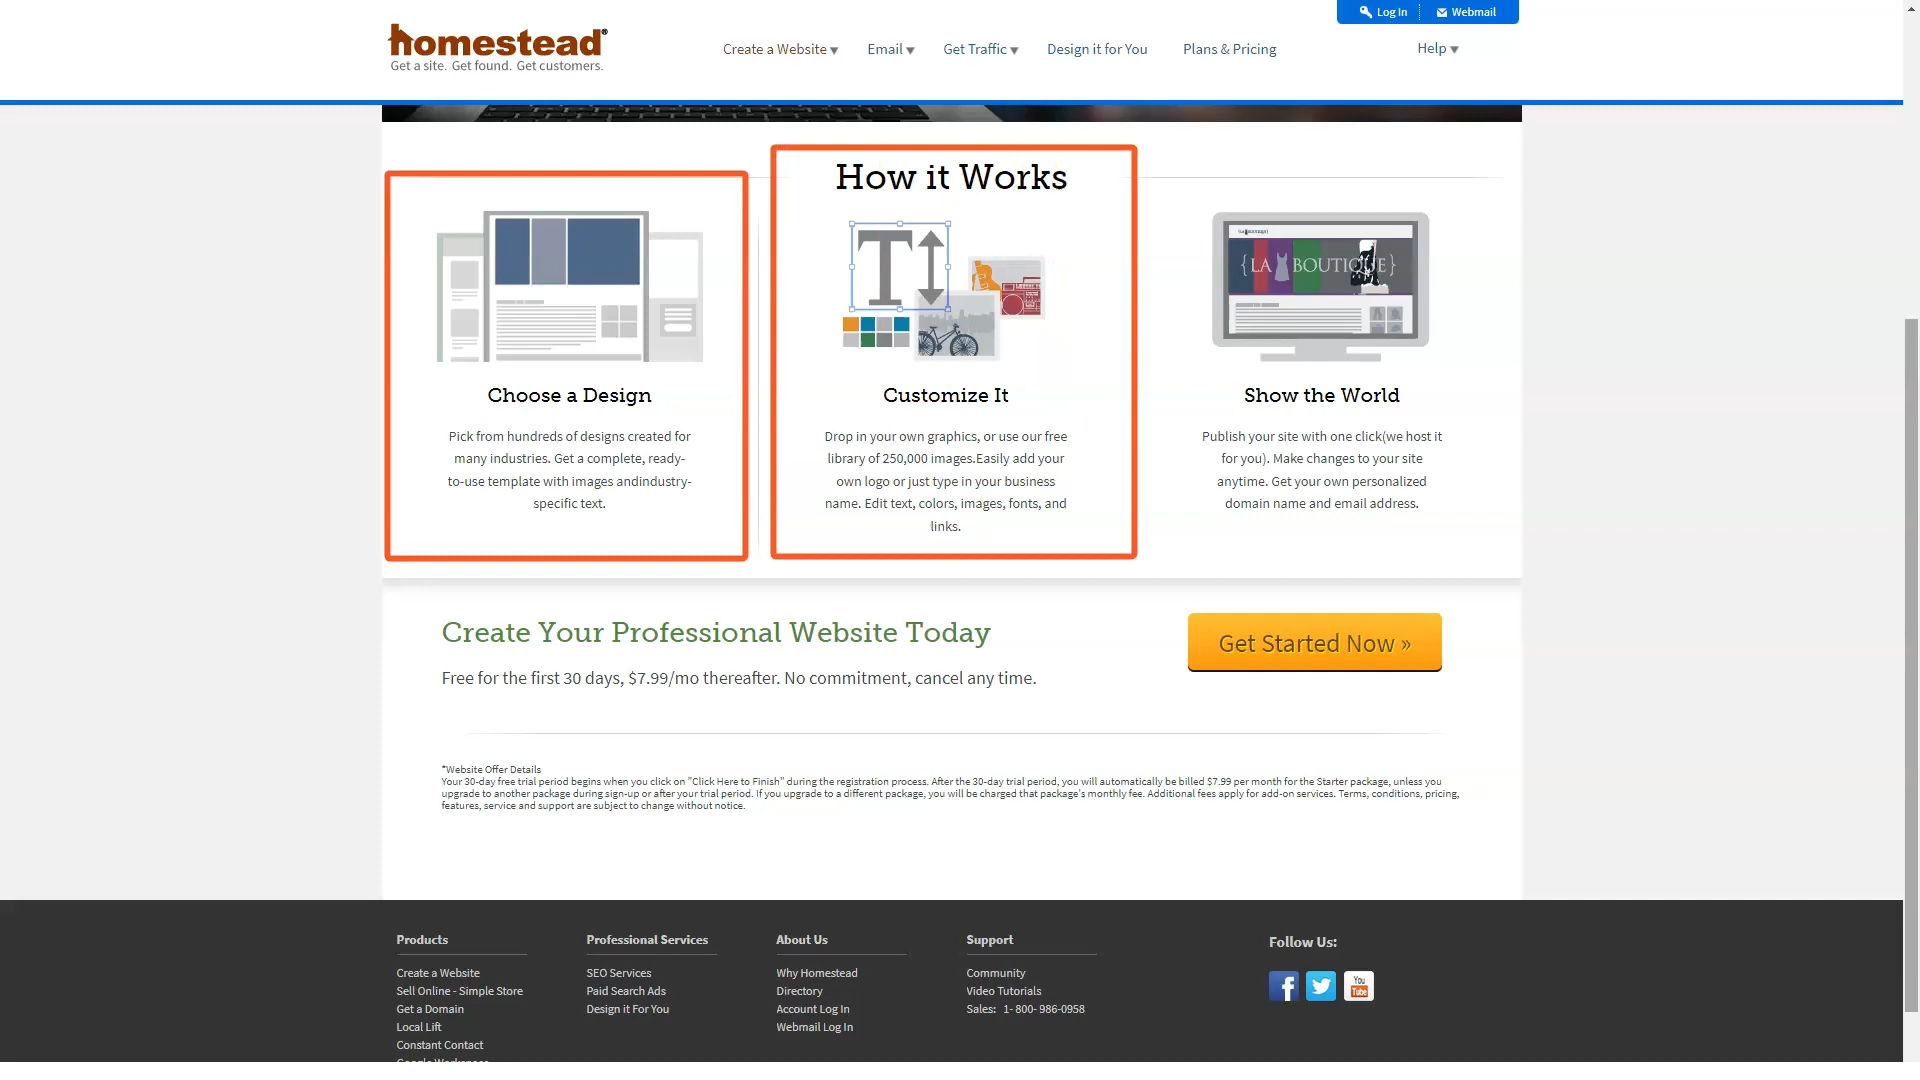 Log In
Webmail
homestead®
Get a site. Get found. Get customers.
Create a Website
Email
Get Traffic
Design it for You
Plans & Pricing
Help
How it Works
T
{LA BOUTIQUE}
Choose a Design
Pick from hundreds of designs created for
many industries. Get a complete, ready-
to-use template with images andindustry-
specific text.
Customize It
Drop in your own graphics, or use our free
library of 250,000 images.Easily add your
own logo or just type in your business
name. Edit text, colors, images, fonts, and
links.
Show the World
Publish your site with one click(we host it
for you). Make changes to your site
anytime. Get your own personalized
domain name and email address.
Create Your Professional Website Today
Free for the first 30 days, $7.99/mo thereafter. No commitment, cancel any time.
Get Started Now »
*Website Offer Details
Your 30-day free trial period begins when you click on "Click Here to Finish" during the registration process. After the 30-day trial period, you will automatically be billed $7.99 per month for the Starter package, unless you
upgrade to another package during sign-up or after your trial period. If you upgrade to a different package, you will be charged that package's monthly fee. Additional fees apply for add-on services. Terms, conditions, pricing,
features, service and support are subject to change without notice.
Products
Create a Website
Sell Online - Simple Store
Get a Domain
Local Lift
Constant Contact
Professional Services
SEO Services
Paid Search Ads
Design it For You
About Us
Why Homestead
Directory
Account Log In
Webmail Log In
Support
Community
Video Tutorials
Sales: 1- 800- 986-0958
Follow Us:
f
You
Tube